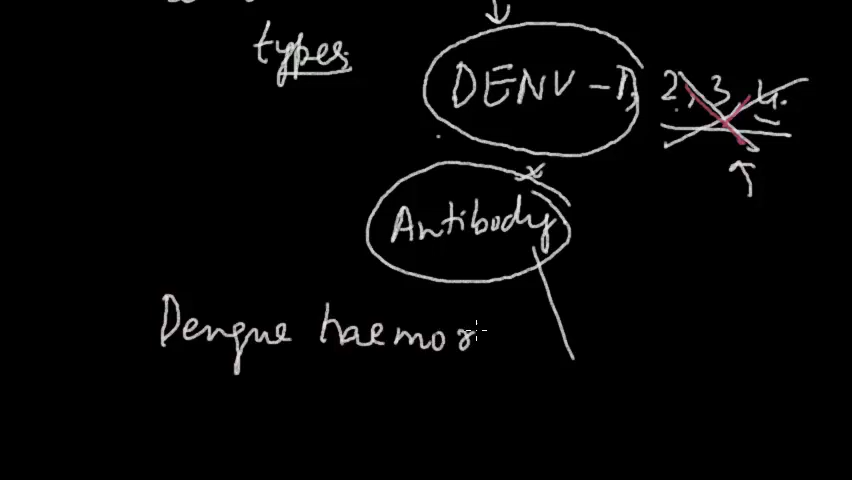 types
DENV-1, 2, 3, 4.
Antibody
Dengue haemor